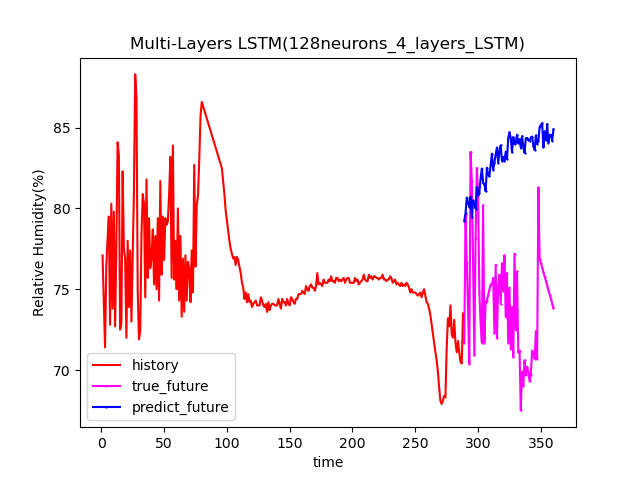 Multi-Layers LSTM(128neurons_4_layers_LSTM)
Relative Humidity(%)
85
80
75
70
history
true_future
predict_future
0 50 100 150 200 250 300 350
time